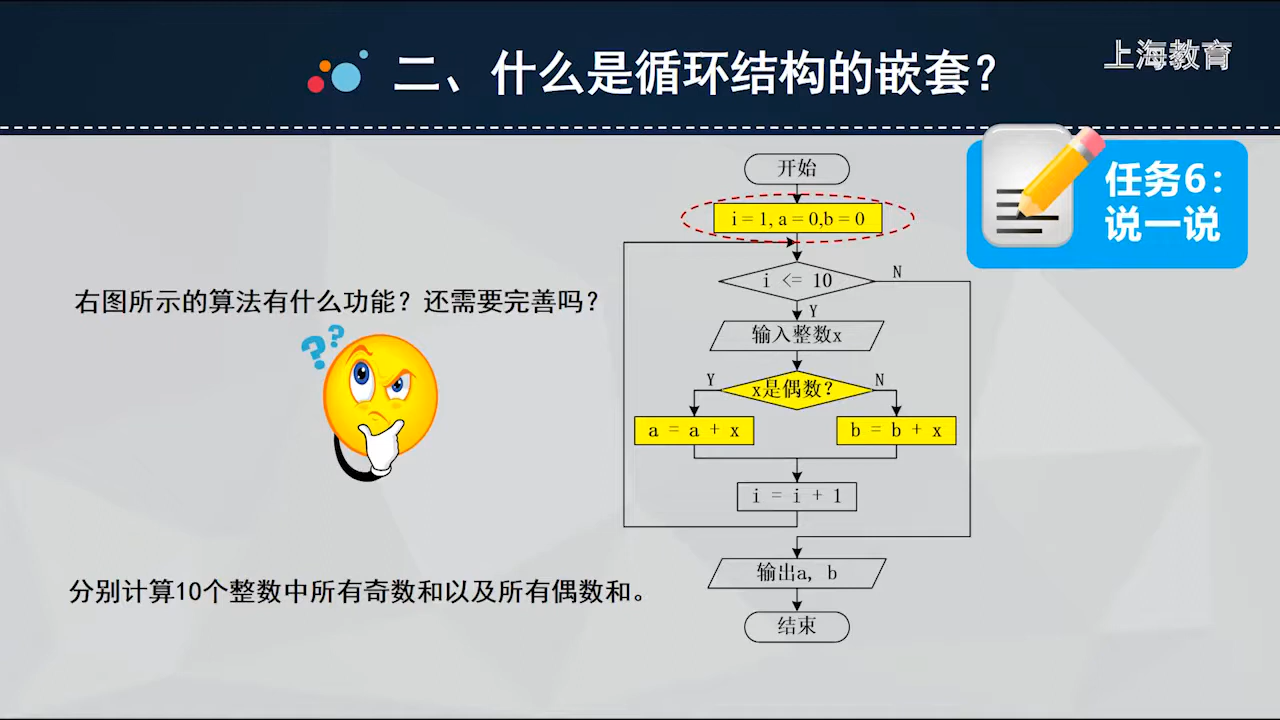 二、什么是循环结构的嵌套?
上海教育
任务6：
说一说
右图所示的算法有什么功能？还需要完善吗？
? ?
开始
i = 1, a = 0,b = 0
i <= 10
N
Y
输入整数x
Y
x是偶数?
N
a = a + x
b = b + x
i = i + 1
输出a, b
结束
分别计算10个整数中所有奇数和以及所有偶数和。